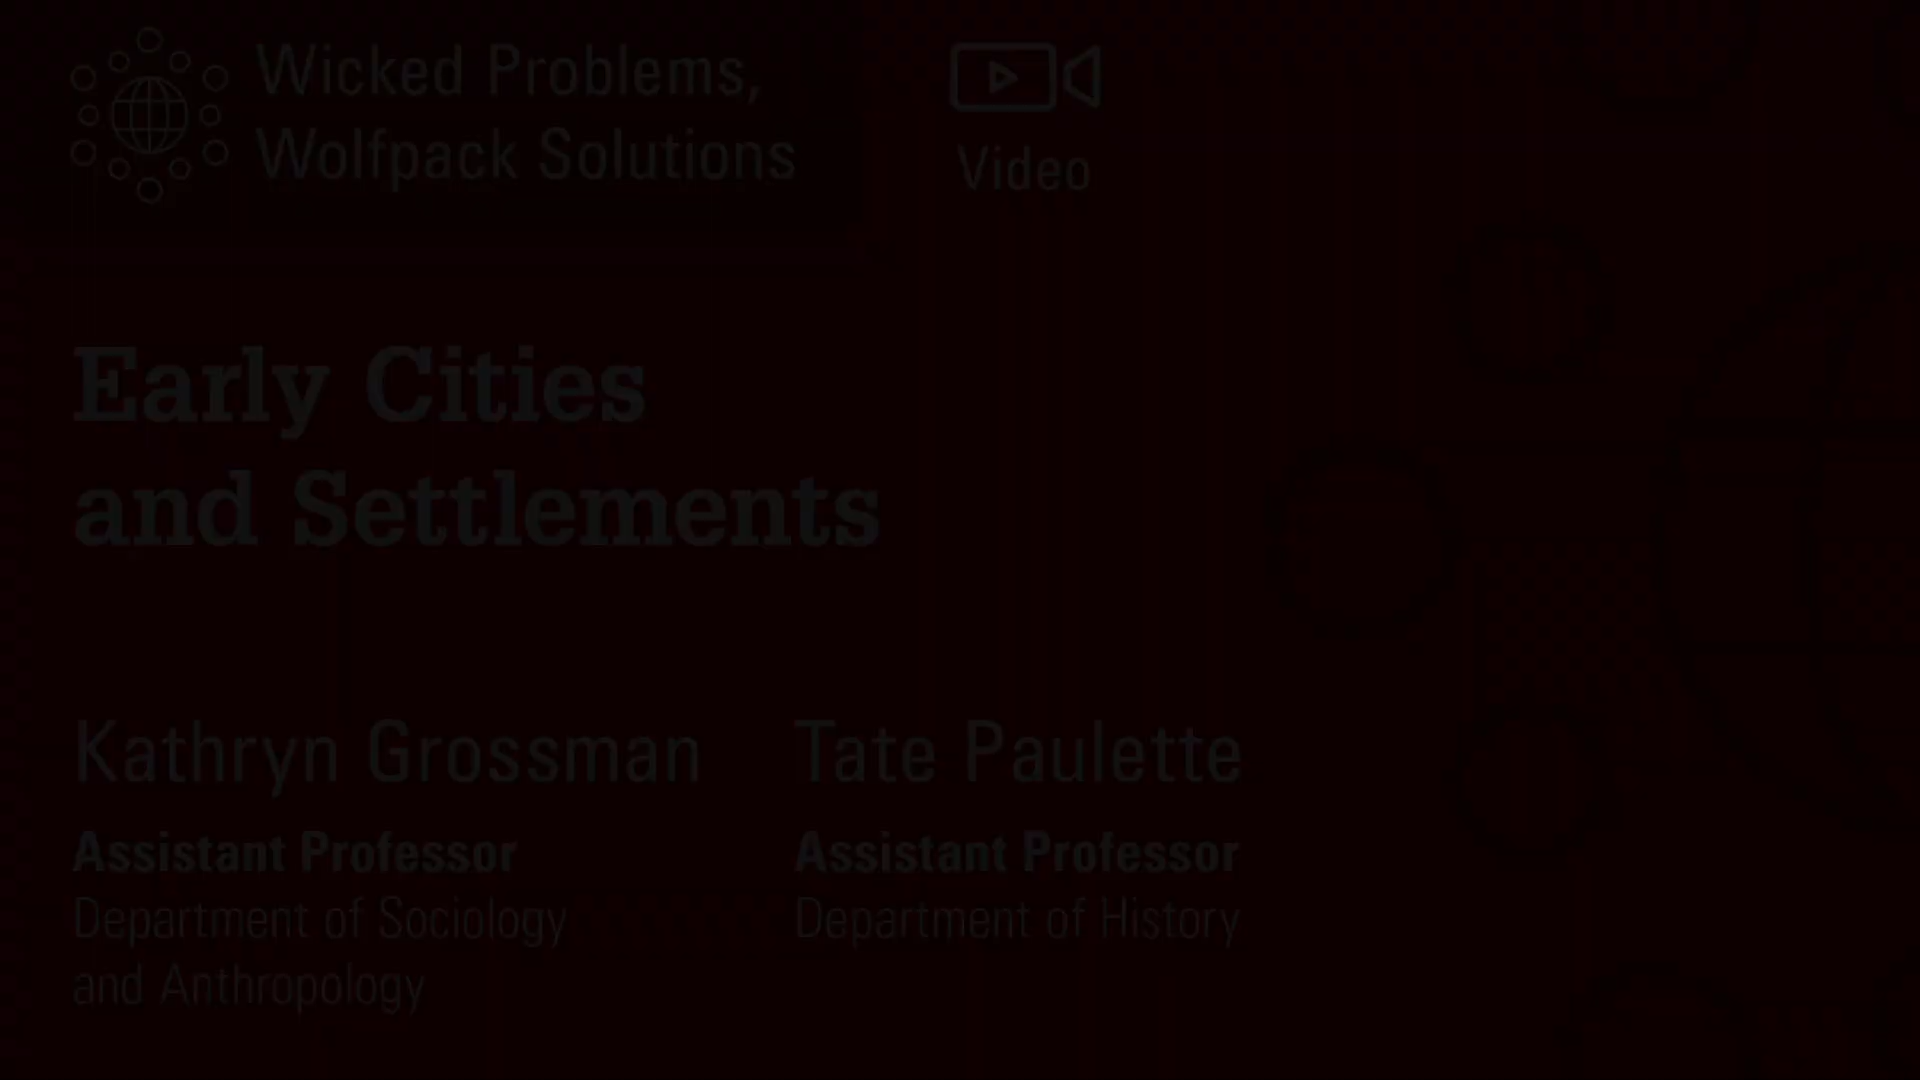 Wicked Problems,
Wolfpack Solutions
Video
Early Cities
and Settlements
Kathryn Grossman
Assistant Professor
Department of Sociology
and Anthropology
Tate Paulette
Assistant Professor
Department of History